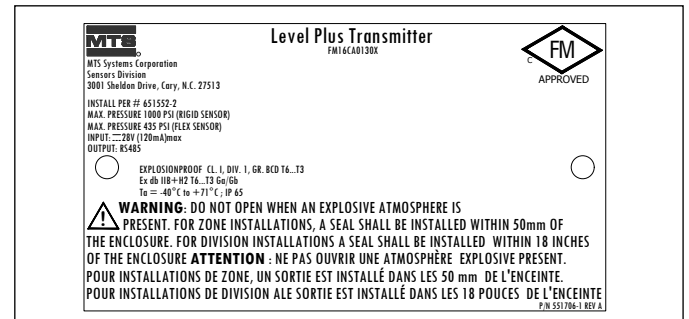 MTS
Level Plus Transmitter
FM16CA0130X
C FM
APPROVED
MTS Systems Corporation
Sensors Division
3001 Sheldon Drive, Cary, N.C. 27513
INSTALL PER # 651552-2
MAX. PRESSURE 1000 PSI (RIGID SENSOR)
MAX. PRESSURE 435 PSI (FLEX SENSOR)
INPUT: ⎓28V (120mA)max
OUTPUT: RS485
EXPLOSIONPROOF CL. I, DIV. 1, GR. BCD T6...T3
Ex db IIB+H2 T6...T3 Ga/Gb
Ta = -40°C to +71°C ; IP 65
WARNING: DO NOT OPEN WHEN AN EXPLOSIVE ATMOSPHERE IS
PRESENT. FOR ZONE INSTALLATIONS, A SEAL SHALL BE INSTALLED WITHIN 50mm OF
THE ENCLOSURE. FOR DIVISION INSTALLATIONS A SEAL SHALL BE INSTALLED WITHIN 18 INCHES
OF THE ENCLOSURE ATTENTION : NE PAS OUVRIR UNE ATMOSPHÈRE EXPLOSIVE PRESENT.
POUR INSTALLATIONS DE ZONE, UN SORTIE EST INSTALLÉ DANS LES 50 mm DE L'ENCEINTE.
POUR INSTALLATIONS DE DIVISION ALE SORTIE EST INSTALLÉ DANS LES 18 POUCES DE L'ENCEINTE
P/N 551706-1 REV A